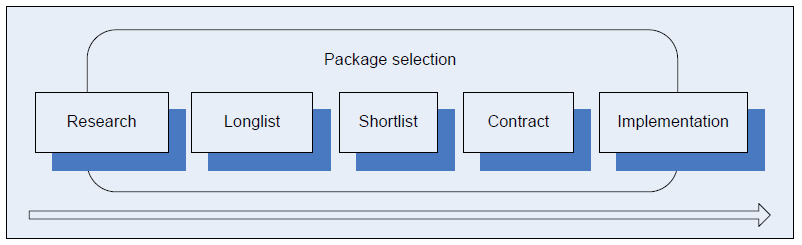 Package selection
Research
Longlist
Shortlist
Contract
Implementation